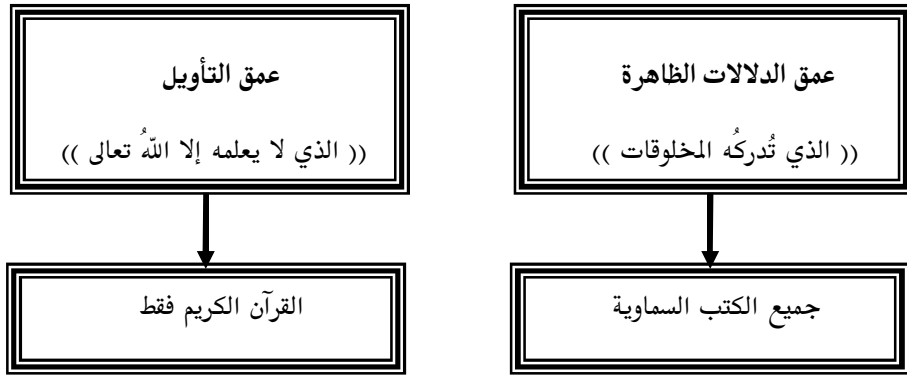 عمق الدلالات الظاهرة
(( الذي تُدركُه المخلوقات ))
جميع الكتب السماوية
عمق التأويل
(( الذي لا يعلمه إلا اللّهُ تعالى ))
القرآن الكريم فقط